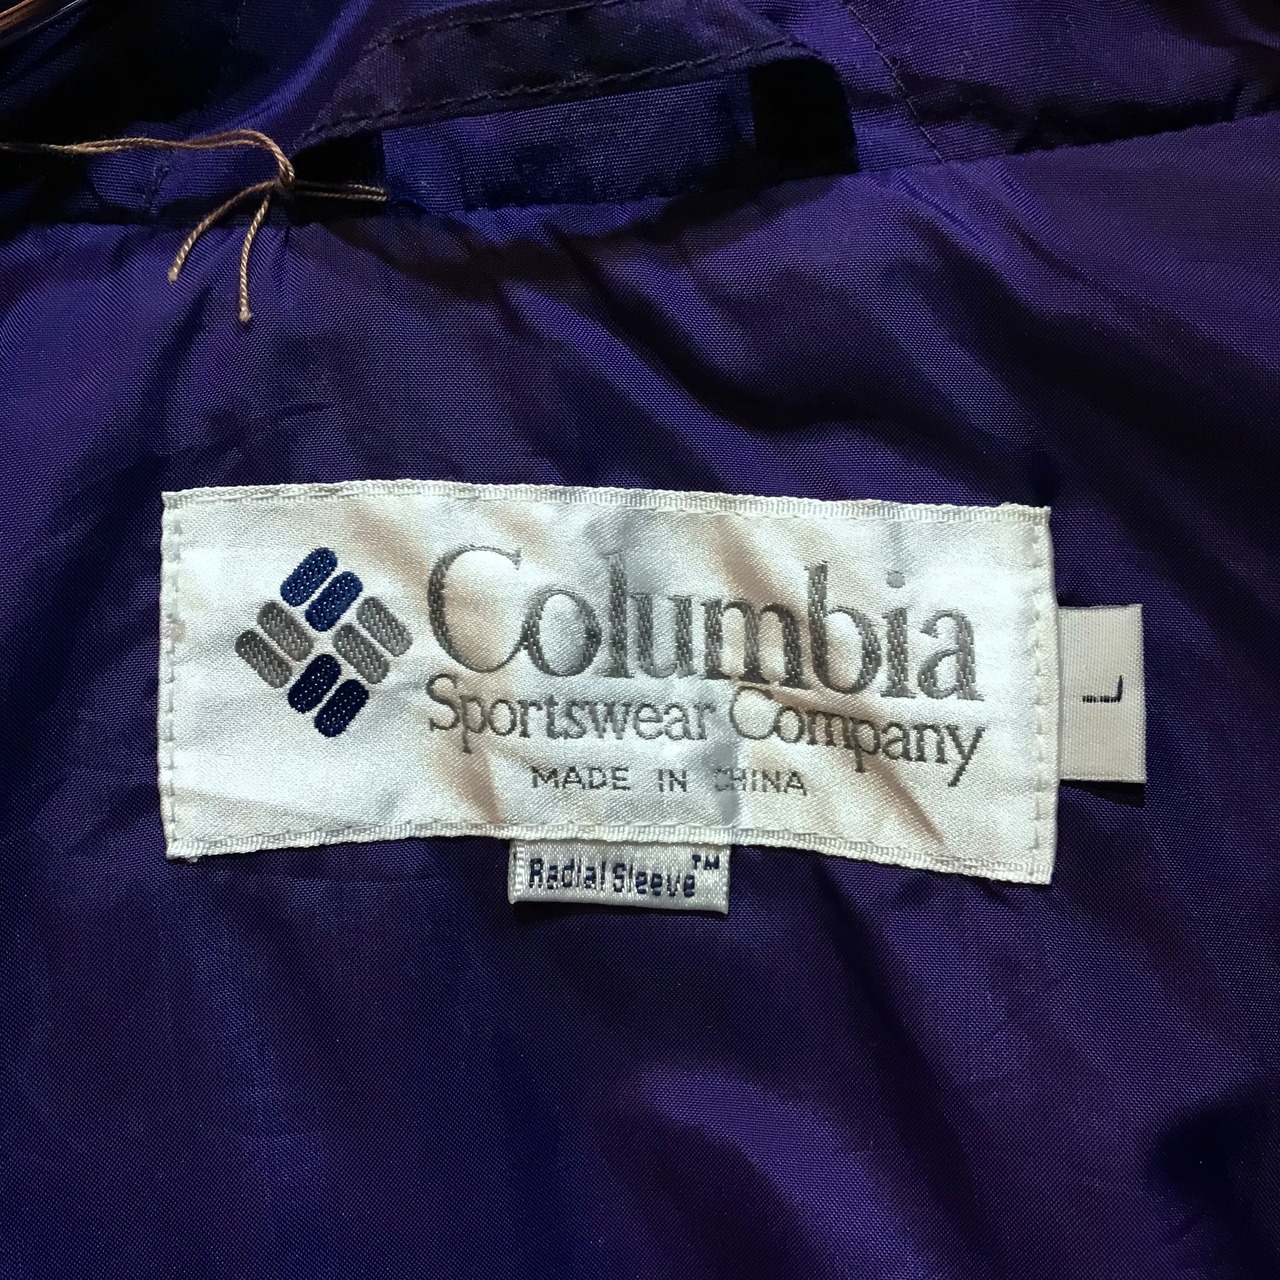 Columbia
Sportswear Company
MADE IN CHINA
L
Radial Sleeve™